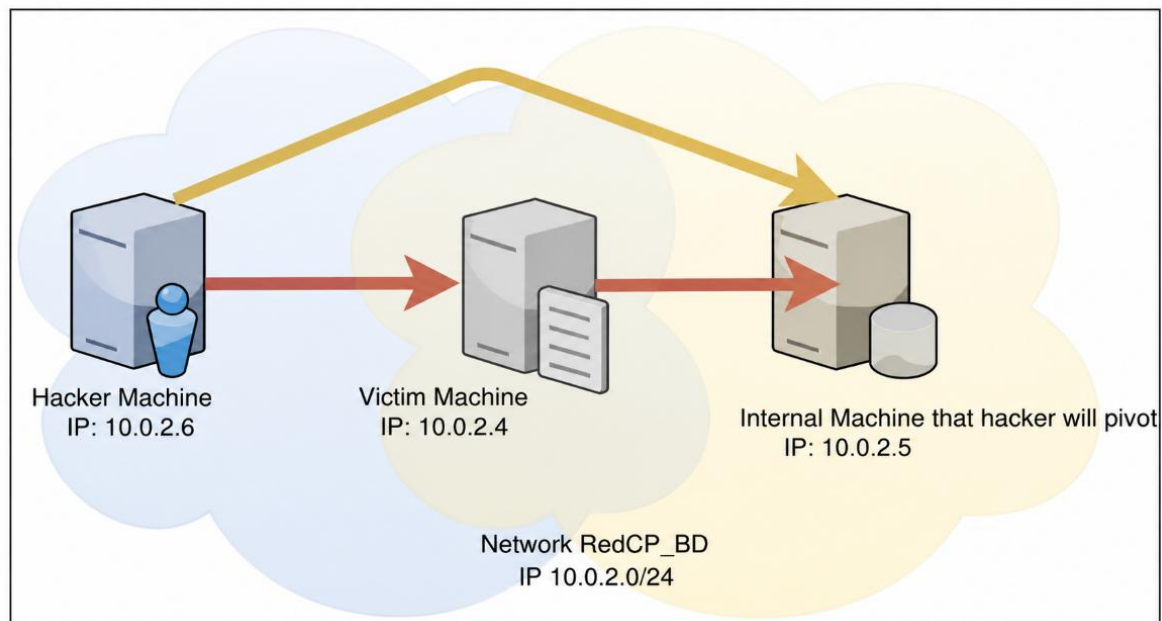 Hacker Machine
IP: 10.0.2.6
Victim Machine
IP: 10.0.2.4
Internal Machine that hacker will pivot
IP: 10.0.2.5
Network RedCP_BD
IP 10.0.2.0/24